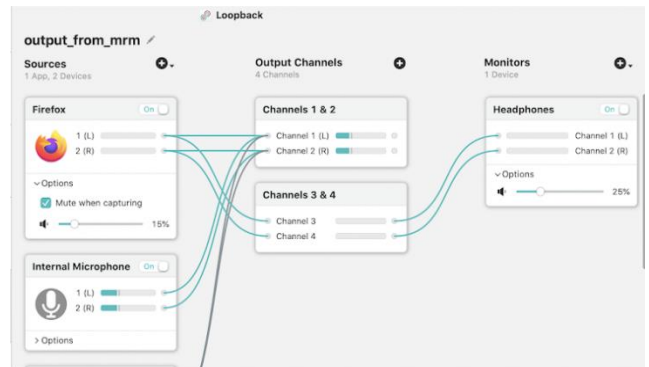 Loopback
output_from_mrm
Sources
1 App, 2 Devices
Output Channels
4 Channels
Monitors
1 Device
Firefox
On
1 (L)
2 (R)
Options
Mute when capturing
15%
Internal Microphone
On
1 (L)
2 (R)
Options
Channels 1 & 2
Channel 1 (L)
Channel 2 (R)
Channels 3 & 4
Channel 3
Channel 4
Headphones
On
Channel 1 (L)
Channel 2 (R)
Options
25%